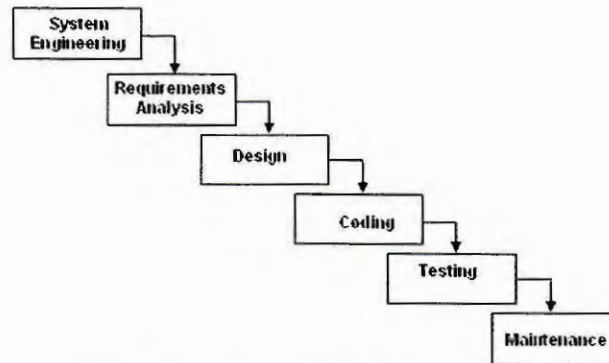 System
Engineering
Requirements
Analysis
Design
Coding
Testing
Maintenance